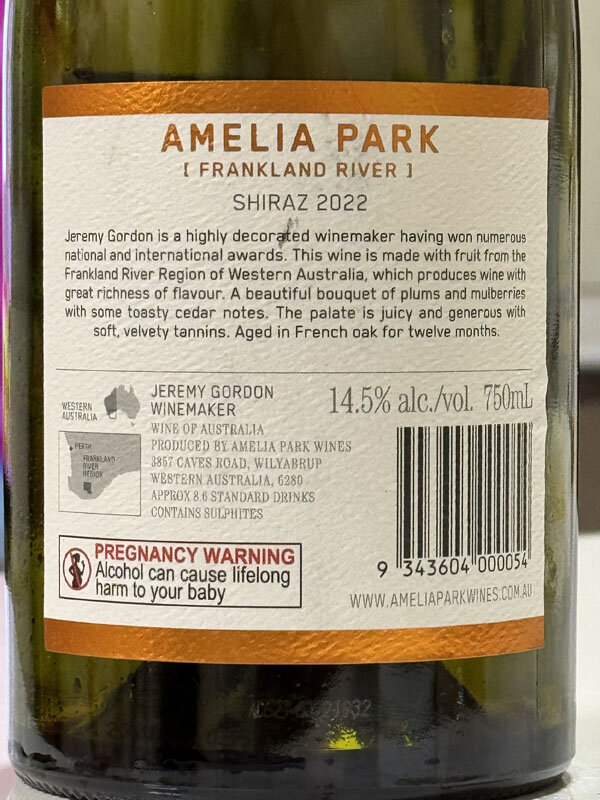 AMELIA PARK
[ FRANKLAND RIVER ]
SHIRAZ 2022
Jeremy Gordon is a highly decorated winemaker having won numerous
national and international awards. This wine is made with fruit from the
Frankland River Region of Western Australia, which produces wine with
great richness of flavour. A beautiful bouquet of plums and mulberries
with some toasty cedar notes. The palate is juicy and generous with
soft, velvety tannins. Aged in French oak for twelve months.
WESTERN
AUSTRALIA
PERTH
FRANKLAND
RIVER
REGION
JEREMY GORDON
WINEMAKER
WINE OF AUSTRALIA
PRODUCED BY AMELIA PARK WINES
3857 CAVES ROAD, WILYABRUP
WESTERN AUSTRALIA, 6280
APPROX 8.6 STANDARD DRINKS
CONTAINS SULPHITES
14.5% alc./vol. 750mL
9 343604 000054
WWW.AMELIAPARKWINES.COM.AU
PREGNANCY WARNING
Alcohol can cause lifelong
harm to your baby